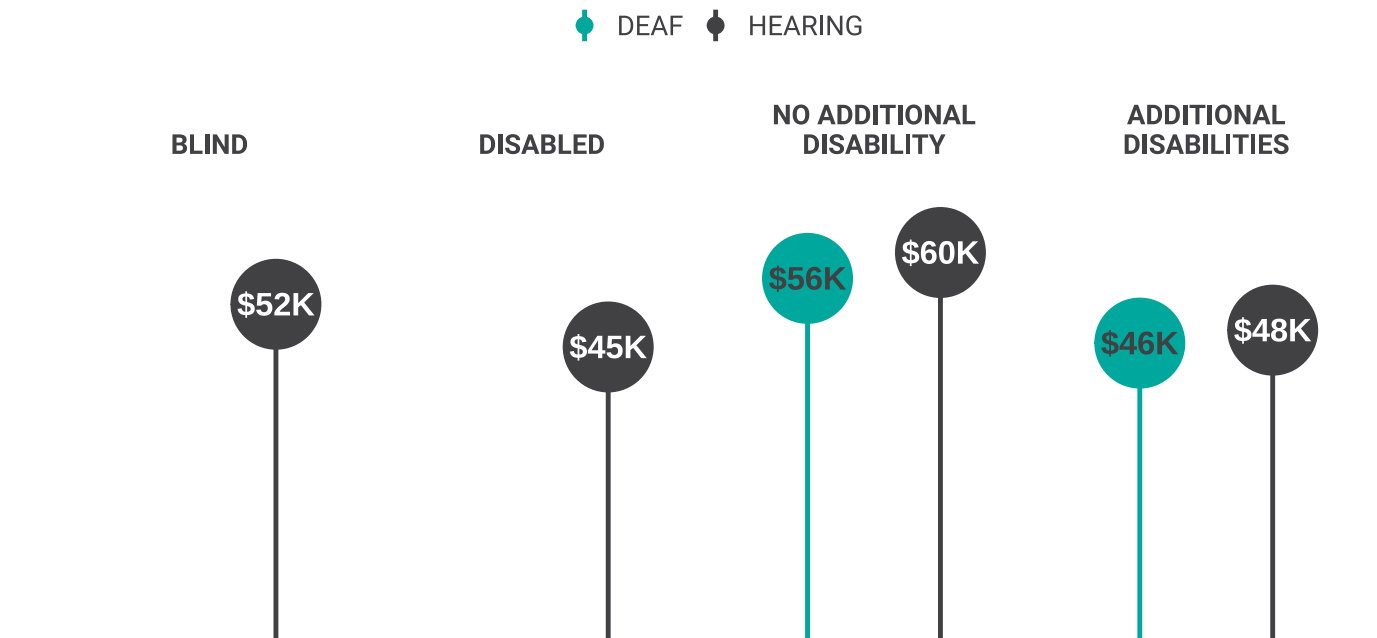 DEAF HEARING
BLIND
DISABLED
NO ADDITIONAL
DISABILITY
ADDITIONAL
DISABILITIES
$52K
$45K
$56K
$60K
$46K
$48K